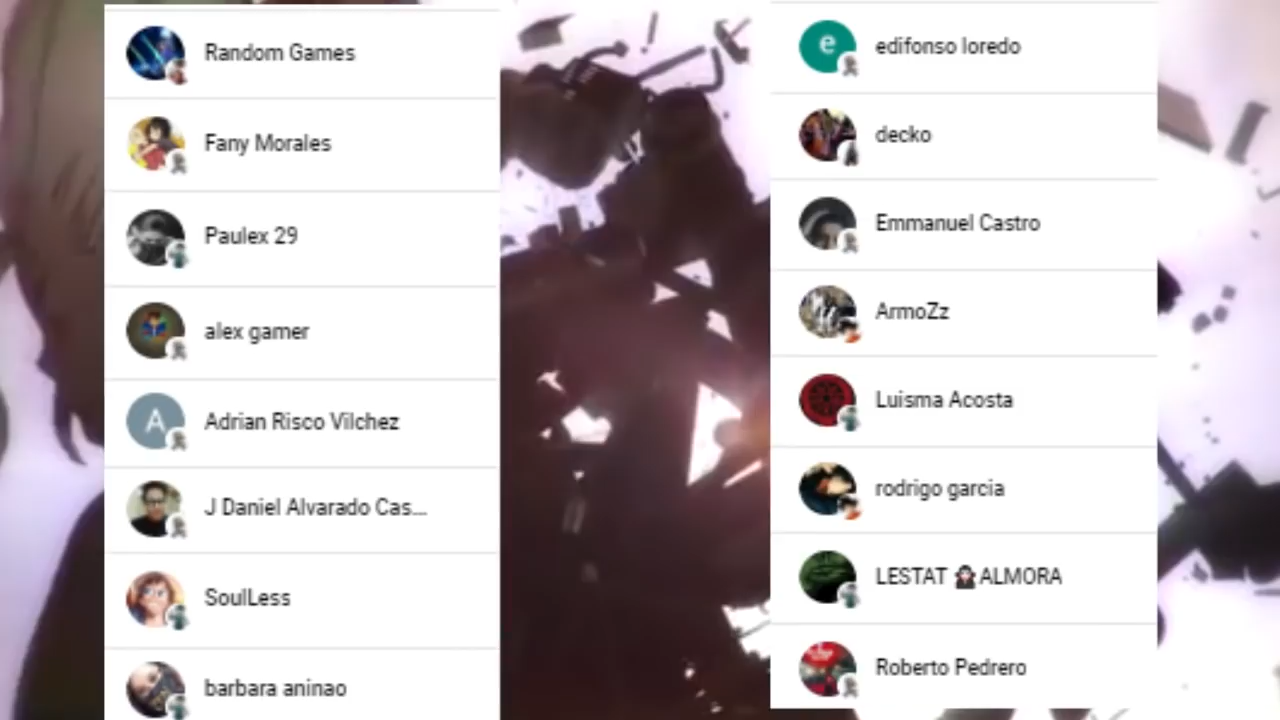 Random Games
Fany Morales
Paulex 29
alex gamer
A
Adrian Risco Vilchez
J Daniel Alvarado Cas...
SoulLess
barbara aninao
e
edifonso loredo
decko
Emmanuel Castro
ArmoZz
Luisma Acosta
rodrigo garcia
LESTAT 🧛🏻ALMORA
Roberto Pedrero